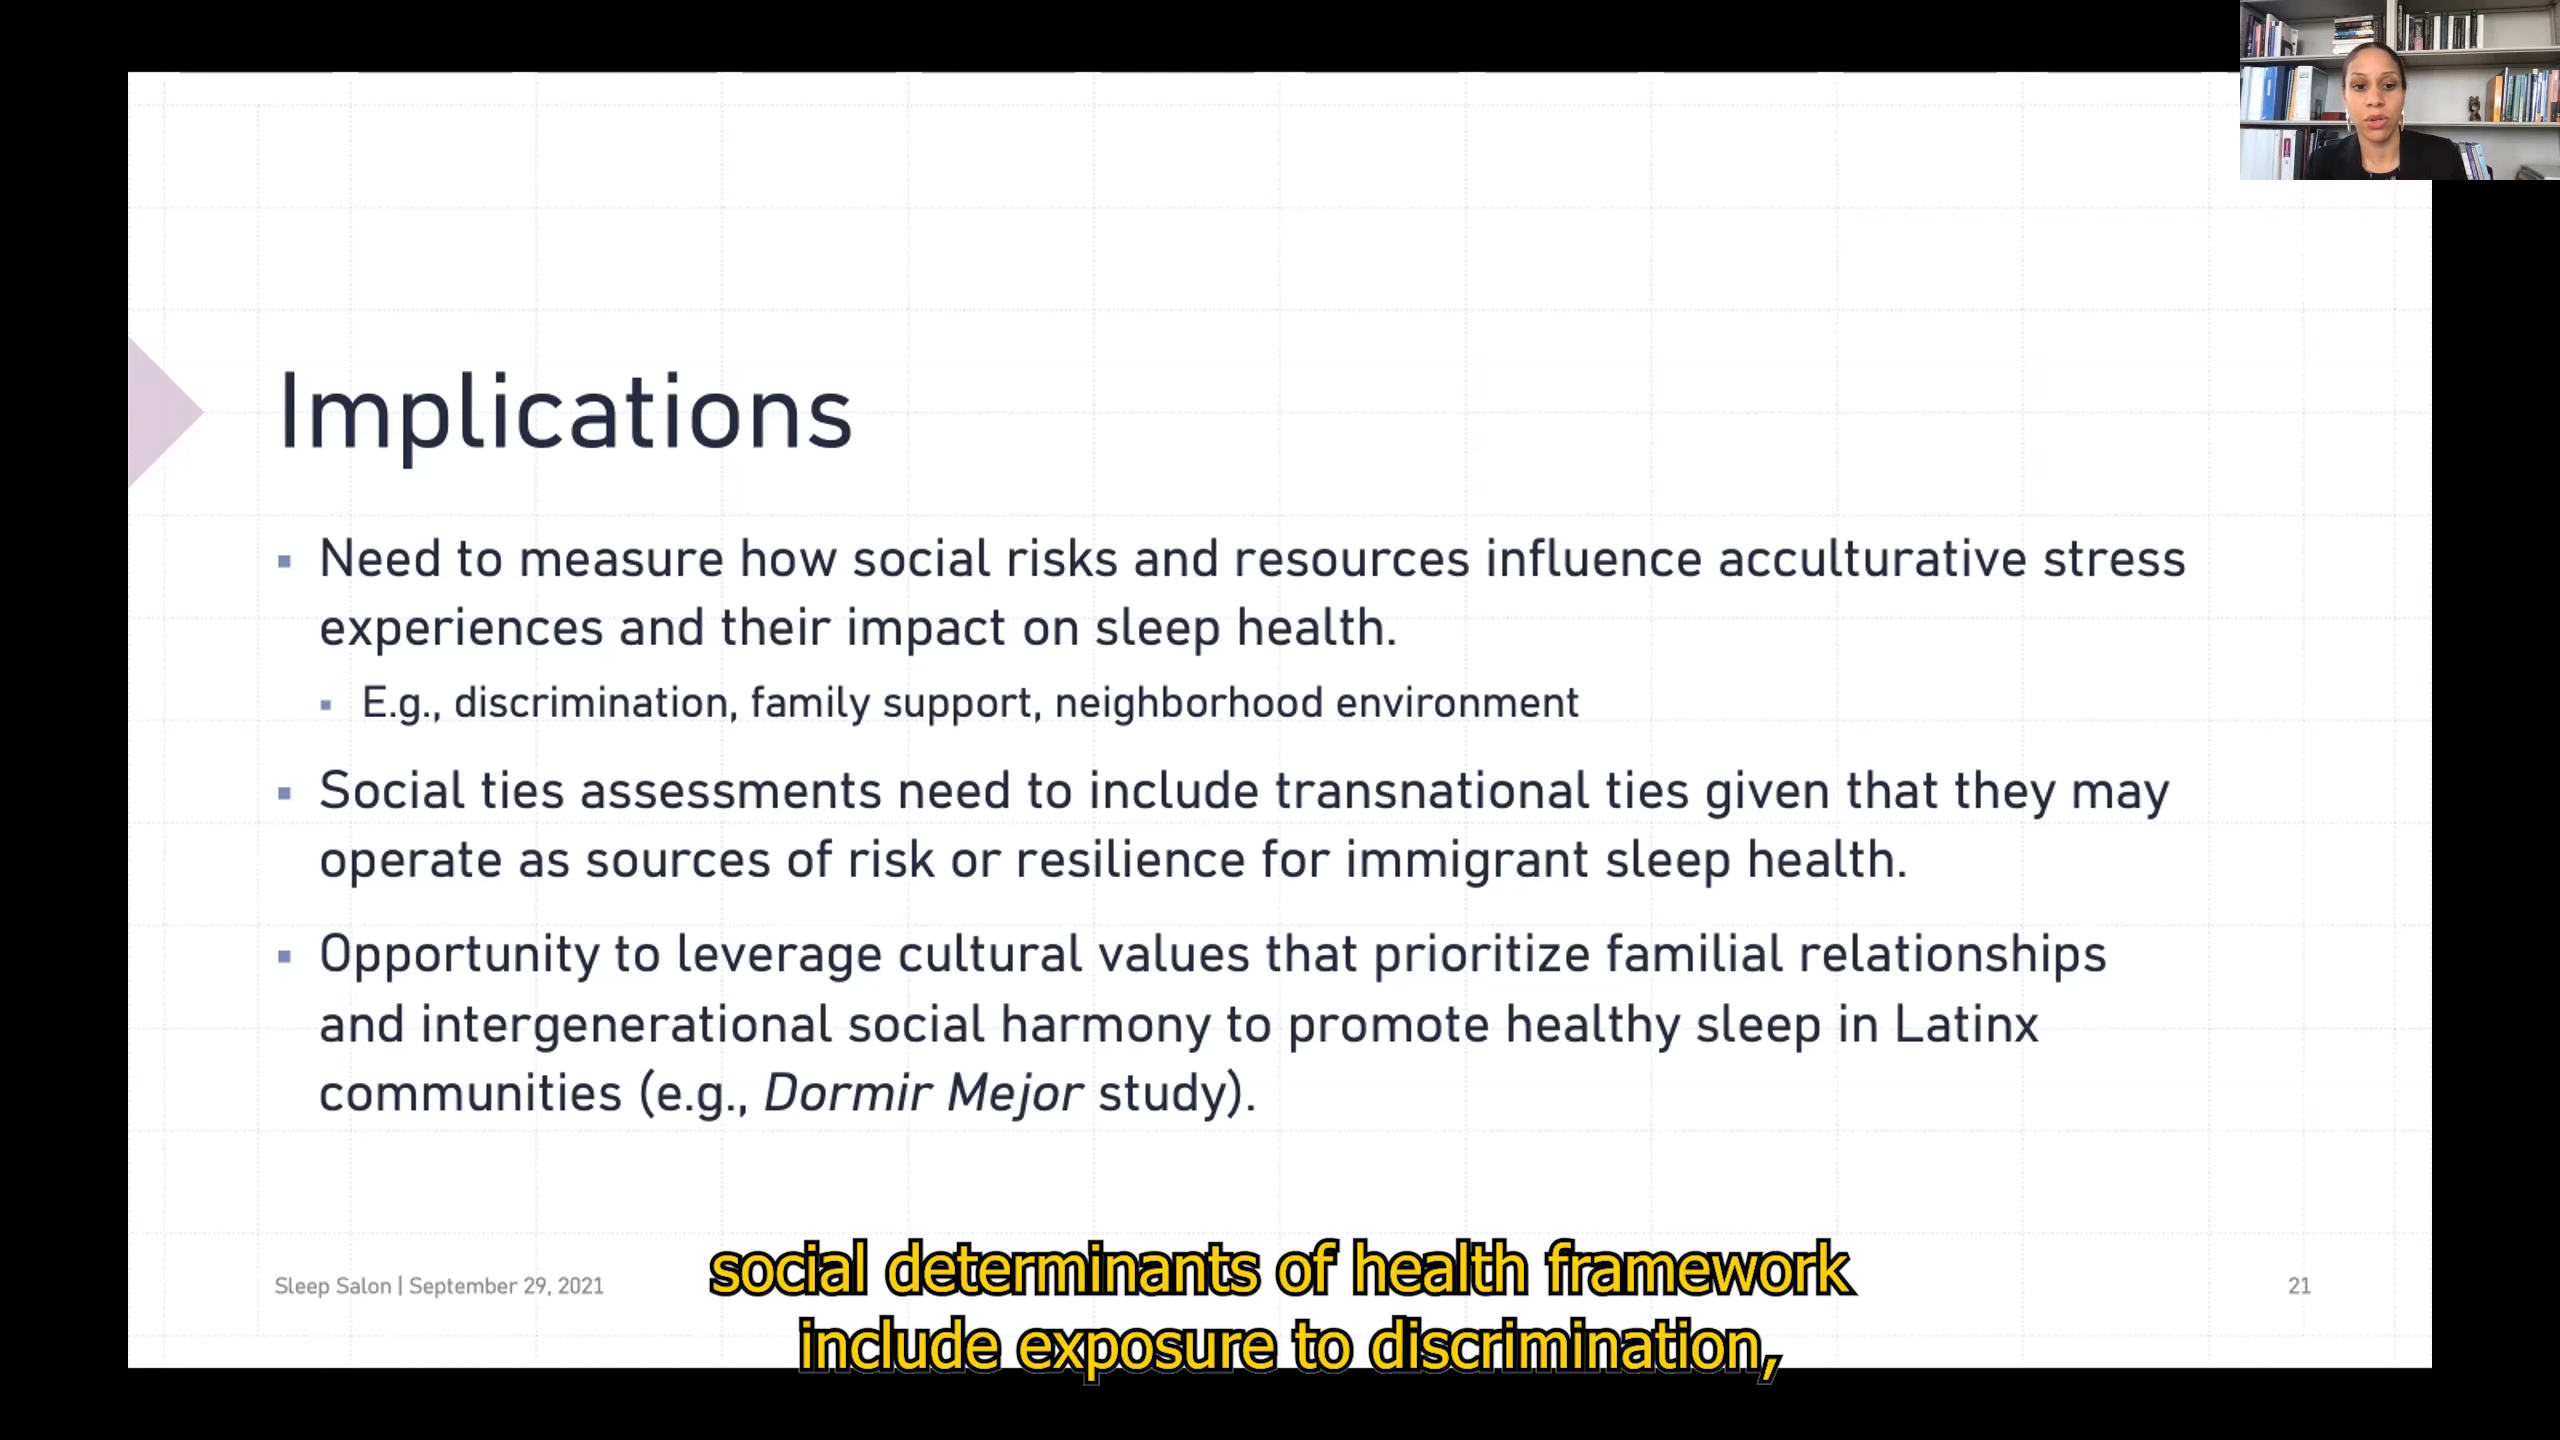 Implications
▪ Need to measure how social risks and resources influence acculturative stress
experiences and their impact on sleep health.
▪ E.g., discrimination, family support, neighborhood environment
▪ Social ties assessments need to include transnational ties given that they may
operate as sources of risk or resilience for immigrant sleep health.
▪ Opportunity to leverage cultural values that prioritize familial relationships
and intergenerational social harmony to promote healthy sleep in Latinx
communities (e.g., Dormir Mejor study).
Sleep Salon | September 29, 2021
21
social determinants of health framework
include exposure to discrimination,